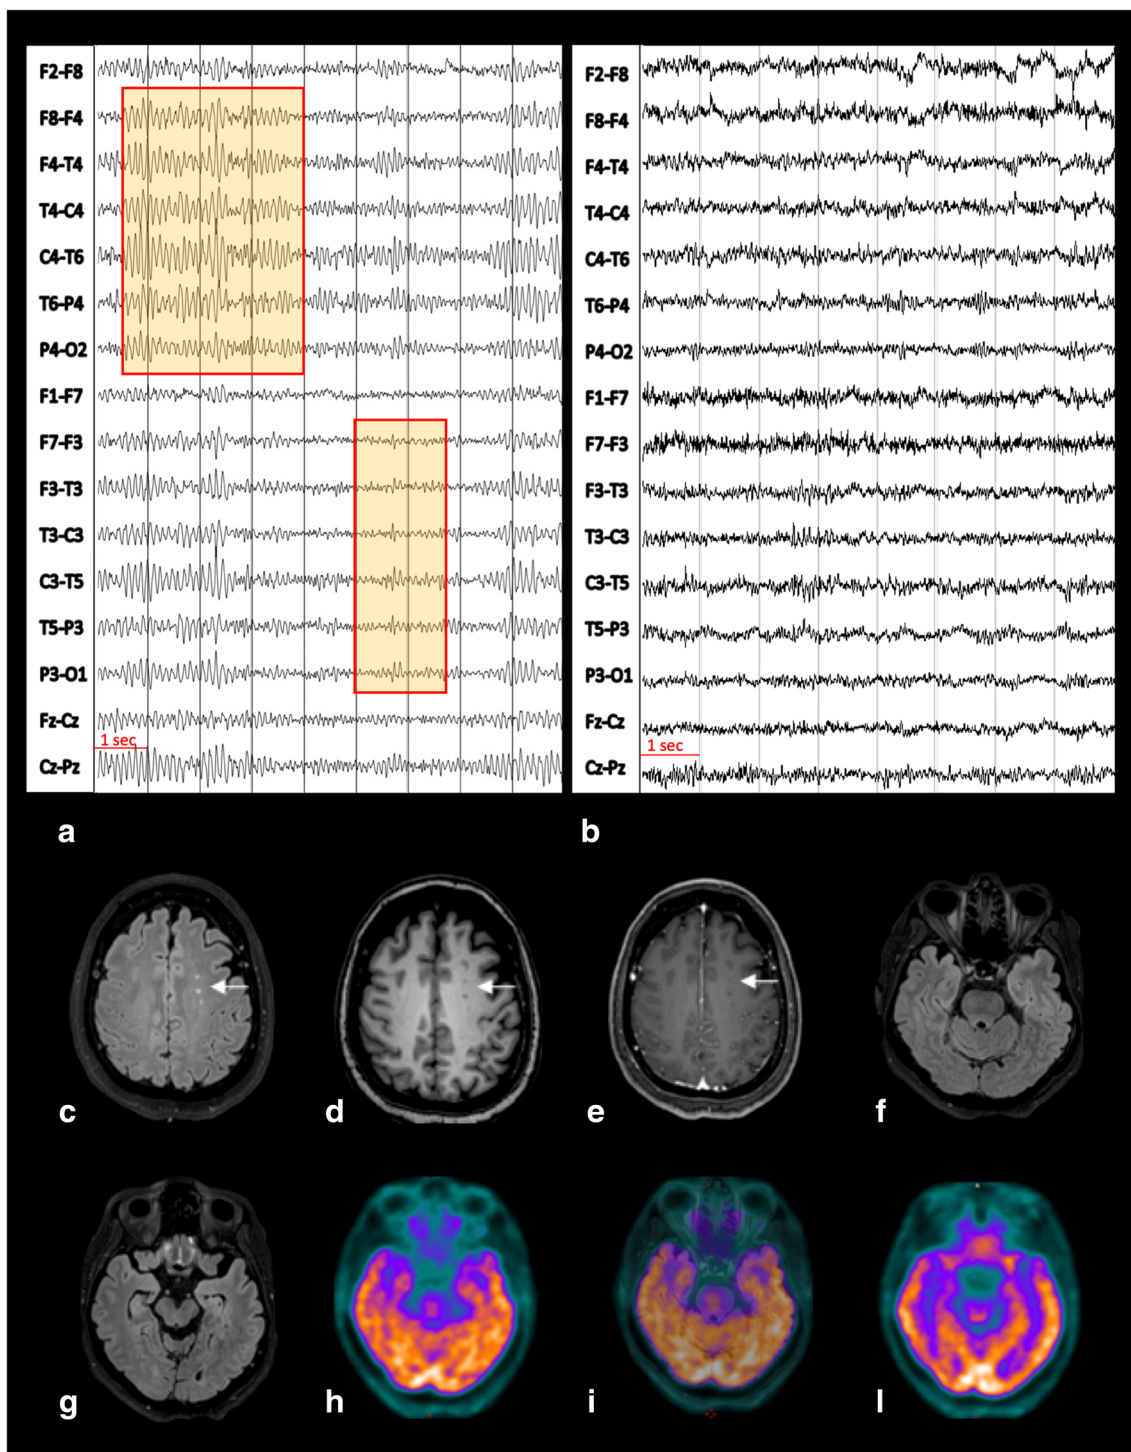 F2-F8
F8-F4
F4-T4
T4-C4
C4-T6
T6-P4
P4-O2
F1-F7
F7-F3
F3-T3
T3-C3
C3-T5
T5-P3
P3-O1
Fz-Cz
1 sec
Cz-Pz
a
F2-F8
F8-F4
F4-T4
T4-C4
C4-T6
T6-P4
P4-O2
F1-F7
F7-F3
F3-T3
T3-C3
C3-T5
T5-P3
P3-O1
Fz-Cz
1 sec
Cz-Pz
b
c
d
e
f
g
h
i
l